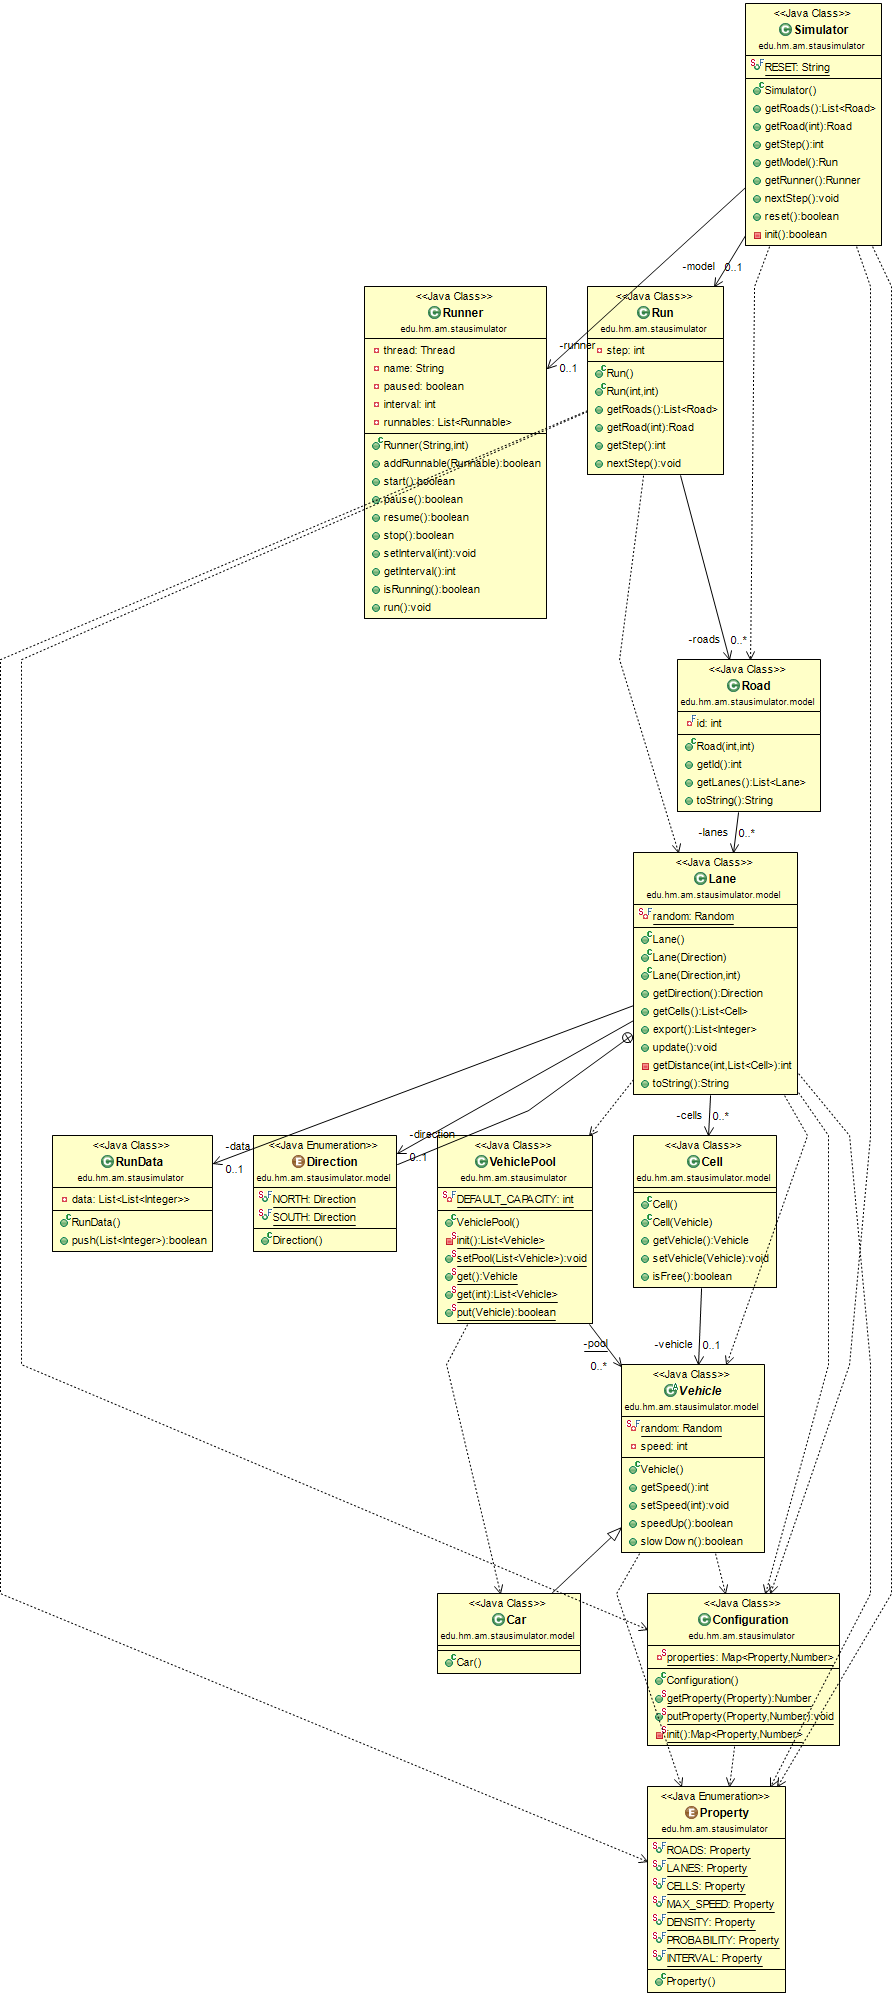 <<Java Class>>
Simulator
edu.hm.am.stausimulator
RESET: String
Simulator()
getRoads():List<Road>
getRoad(int):Road
getStep():int
getModel():Run
getRunner():Runner
nextStep():void
reset():boolean
init():boolean
-model 0..1
<<Java Class>>
Runner
edu.hm.am.stausimulator
thread: Thread
name: String
paused: boolean
interval: int
runnables: List<Runnable>
Runner(String,int)
addRunnable(Runnable):boolean
start():boolean
pause():boolean
resume():boolean
stop():boolean
setInterval(int):void
getInterval():int
isRunning():boolean
run():void
-runner
0..1
<<Java Class>>
Run
edu.hm.am.stausimulator
step: int
Run()
Run(int,int)
getRoads():List<Road>
getRoad(int):Road
getStep():int
nextStep():void
-roads 0..*
<<Java Class>>
Road
edu.hm.am.stausimulator.model
id: int
Road(int,int)
getId():int
getLanes():List<Lane>
toString():String
-lanes 0..*
<<Java Class>>
Lane
edu.hm.am.stausimulator.model
random: Random
Lane()
Lane(Direction)
Lane(Direction,int)
getDirection():Direction
getCells():List<Cell>
export():List<Integer>
update():void
getDistance(int,List<Cell>):int
toString():String
-cells 0..*
-data
0..1
-direction
0..1
<<Java Class>>
RunData
edu.hm.am.stausimulator
data: List<List<Integer>>
RunData()
push(List<Integer>):boolean
<<Java Enumeration>>
Direction
edu.hm.am.stausimulator.model
NORTH: Direction
SOUTH: Direction
Direction()
<<Java Class>>
VehiclePool
edu.hm.am.stausimulator.model
DEFAULT_CAPACITY: int
VehiclePool()
init():List<Vehicle>
setPool(List<Vehicle>):void
get():Vehicle
get(int):List<Vehicle>
put(Vehicle):boolean
<<Java Class>>
Cell
edu.hm.am.stausimulator.model
Cell()
Cell(Vehicle)
getVehicle():Vehicle
setVehicle(Vehicle):void
isFree():boolean
-pool
0..*
-vehicle 0..1
<<Java Class>>
Vehicle
edu.hm.am.stausimulator.model
random: Random
speed: int
Vehicle()
getSpeed():int
setSpeed(int):void
speedUp():boolean
slowDown():boolean
<<Java Class>>
Car
edu.hm.am.stausimulator.model
Car()
<<Java Class>>
Configuration
edu.hm.am.stausimulator
properties: Map<Property,Number>
Configuration()
getProperty(Property):Number
putProperty(Property,Number):void
init():Map<Property,Number>
<<Java Enumeration>>
Property
edu.hm.am.stausimulator
ROADS: Property
LANES: Property
CELLS: Property
MAX_SPEED: Property
DENSITY: Property
PROBABILITY: Property
INTERVAL: Property
Property()